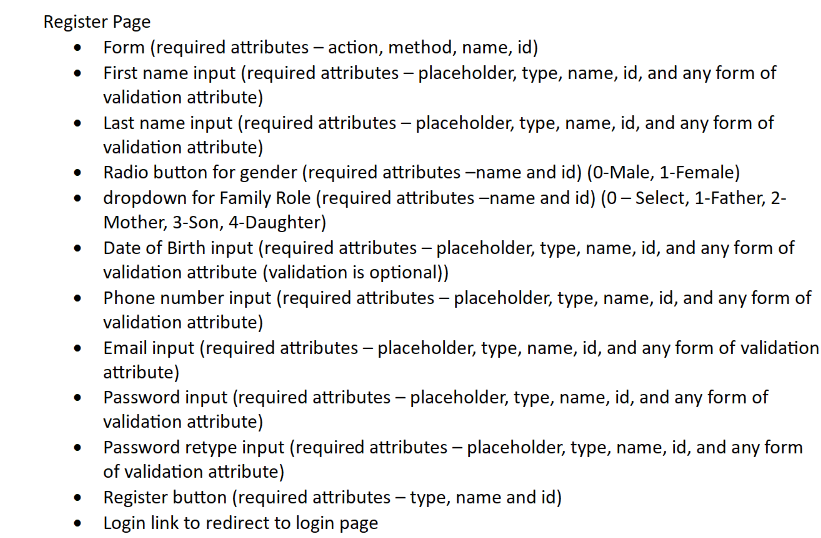 Register Page
• Form (required attributes – action, method, name, id)
• First name input (required attributes – placeholder, type, name, id, and any form of
validation attribute)
• Last name input (required attributes – placeholder, type, name, id, and any form of
validation attribute)
• Radio button for gender (required attributes –name and id) (0-Male, 1-Female)
• dropdown for Family Role (required attributes –name and id) (0 – Select, 1-Father, 2-
Mother, 3-Son, 4-Daughter)
• Date of Birth input (required attributes – placeholder, type, name, id, and any form of
validation attribute (validation is optional))
• Phone number input (required attributes – placeholder, type, name, id, and any form of
validation attribute)
• Email input (required attributes – placeholder, type, name, id, and any form of validation
attribute)
• Password input (required attributes – placeholder, type, name, id, and any form of
validation attribute)
• Password retype input (required attributes – placeholder, type, name, id, and any form
of validation attribute)
• Register button (required attributes – type, name and id)
• Login link to redirect to login page